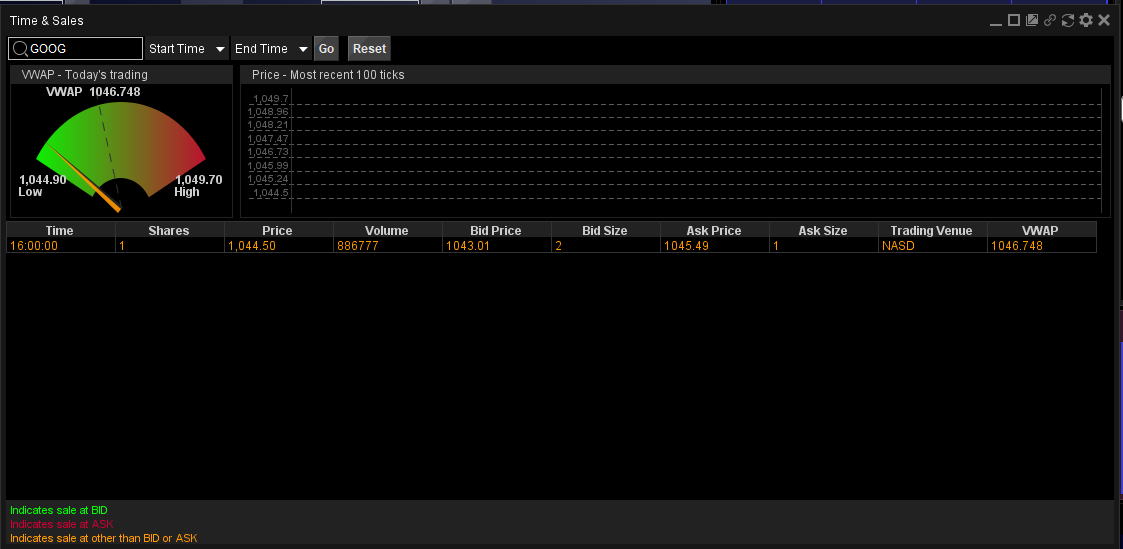 Time & Sales
GOOG Start Time End Time Go Reset
VWAP - Today's trading
VWAP 1046.748
1,044.90
Low
1,049.70
High
Price - Most recent 100 ticks
1,049.7
1,048.96
1,048.21
1,047.47
1,046.73
1,045.99
1,045.24
1,044.5
Time Shares Price Volume Bid Price Bid Size Ask Price Ask Size Trading Venue VWAP
16:00:00 1 1,044.50 886777 1043.01 2 1045.49 1 NASD 1046.748
Indicates sale at BID
Indicates sale at ASK
Indicates sale at other than BID or ASK